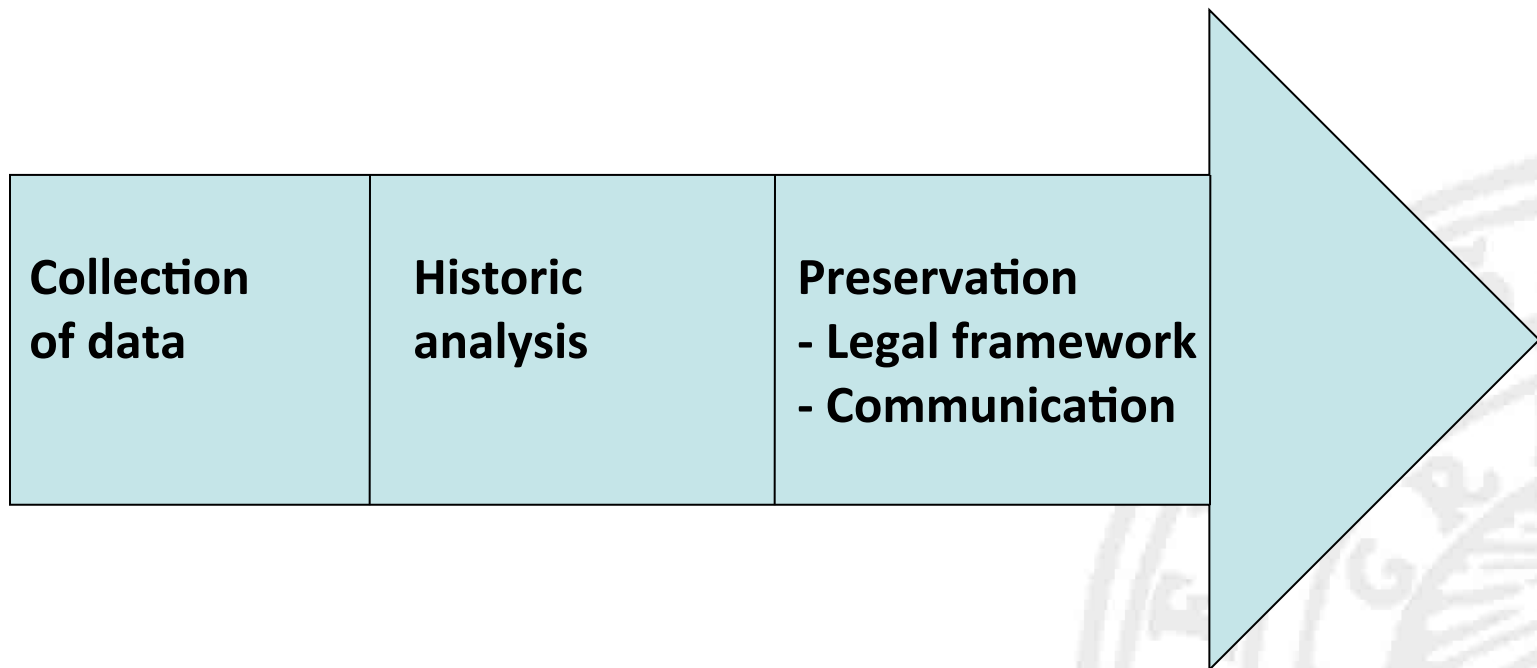 Collection
of data
Historic
analysis
Preservation
- Legal framework
- Communication